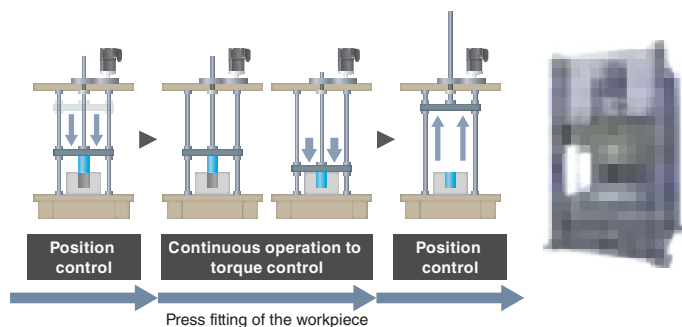 Position
control
Continuous operation to
torque control
Position
control
Press fitting of the workpiece